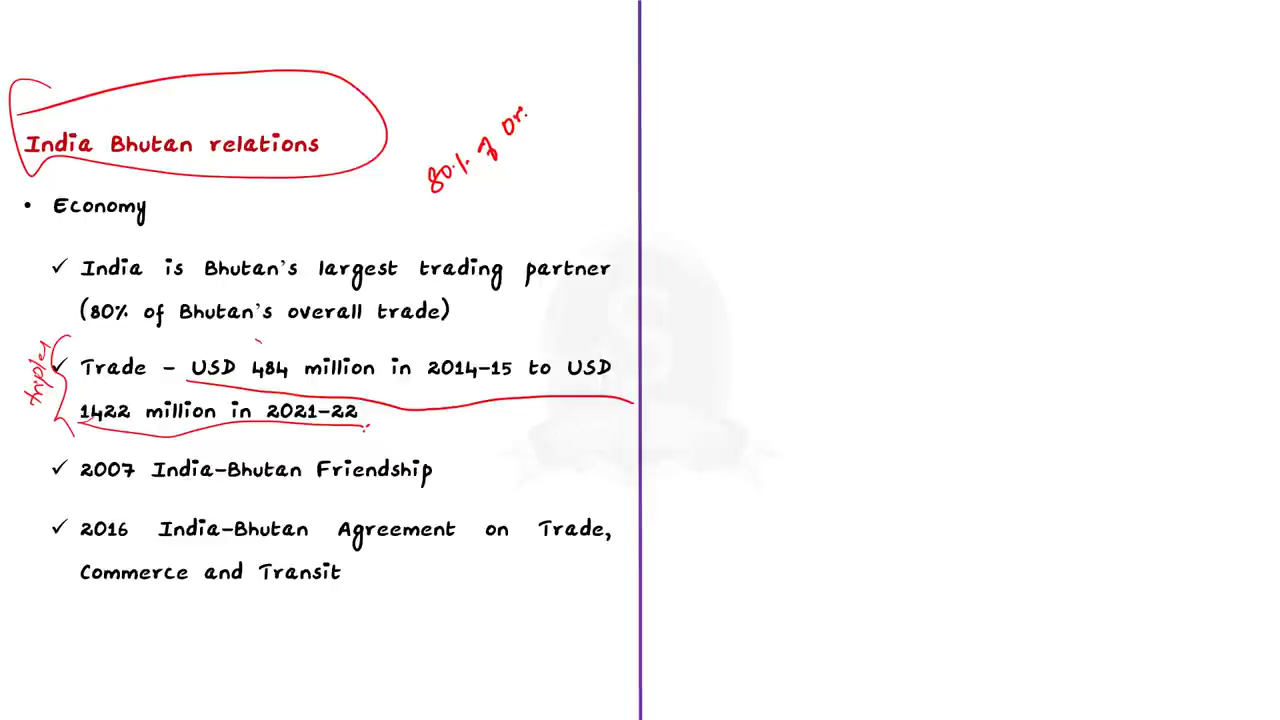 India Bhutan relations
80% of
• Economy
✓ India is Bhutan's largest trading partner
(80% of Bhutan's overall trade)
✓ Trade - USD 484 million in 2014-15 to USD
1422 million in 2021-22
✓ 2007 India-Bhutan Friendship
✓ 2016 India-Bhutan Agreement on Trade,
Commerce and Transit